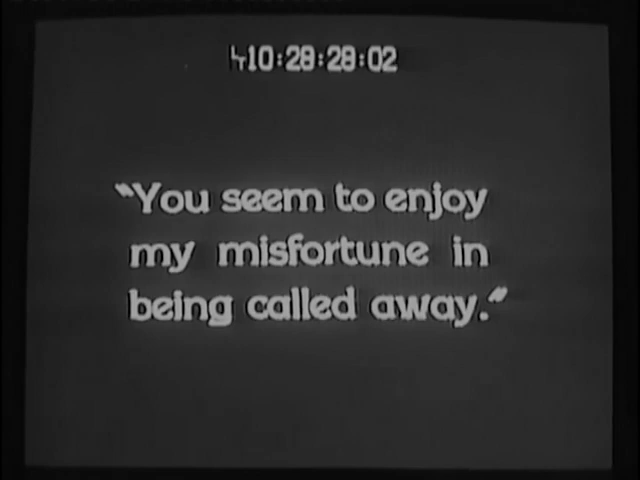 10:28:28:02
"You seem to enjoy
my misfortune in
being called away."